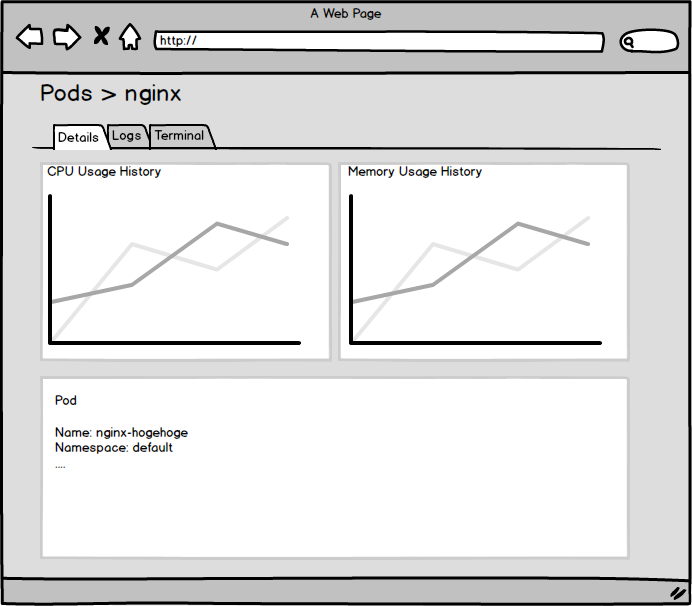 A Web Page
http://
Pods > nginx
Details
Logs
Terminal
CPU Usage History
Memory Usage History
Pod
Name: nginx-hogehoge
Namespace: default
....